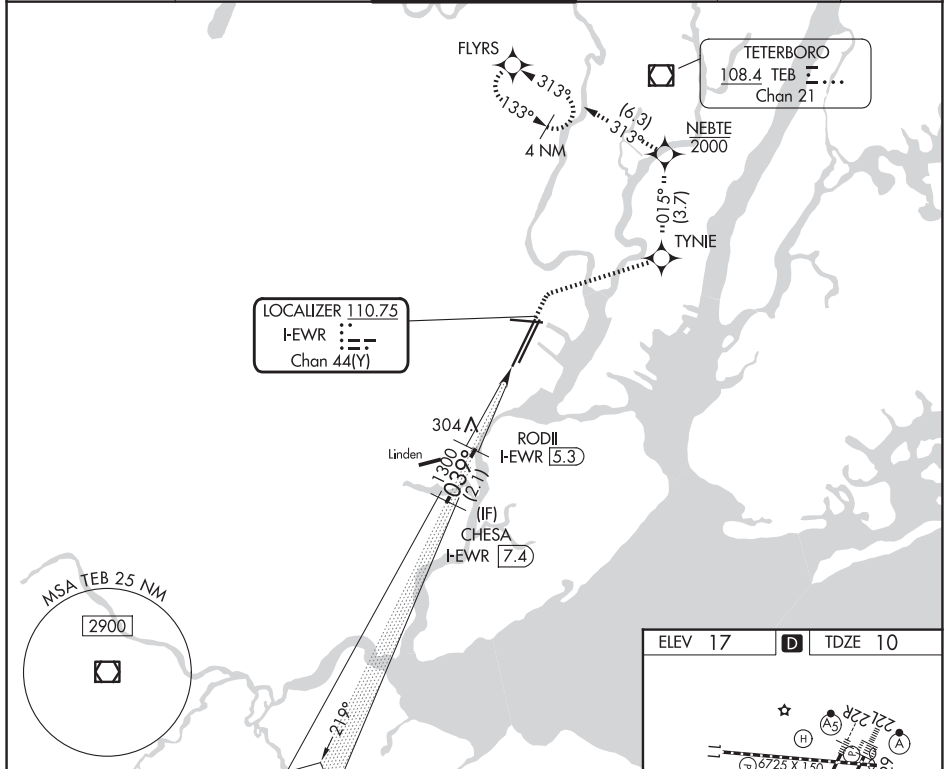 FLYRS
313°
133°
4 NM
(6.3)
313°
TETERBORO
108.4 TEB
Chan 21
NEBTE
2000
015°
(3.7)
TYNIE
LOCALIZER 110.75
I-EWR
Chan 44(Y)
304
Linden
RODII
I-EWR 5.3
1300
039°
(2.1)
(IF)
CHESA
I-EWR 7.4
MSA TEB 25 NM
2900
219°
ELEV 17 D TDZE 10
A5
22R
22L
A
H
P
11
P
6725 X 150
29